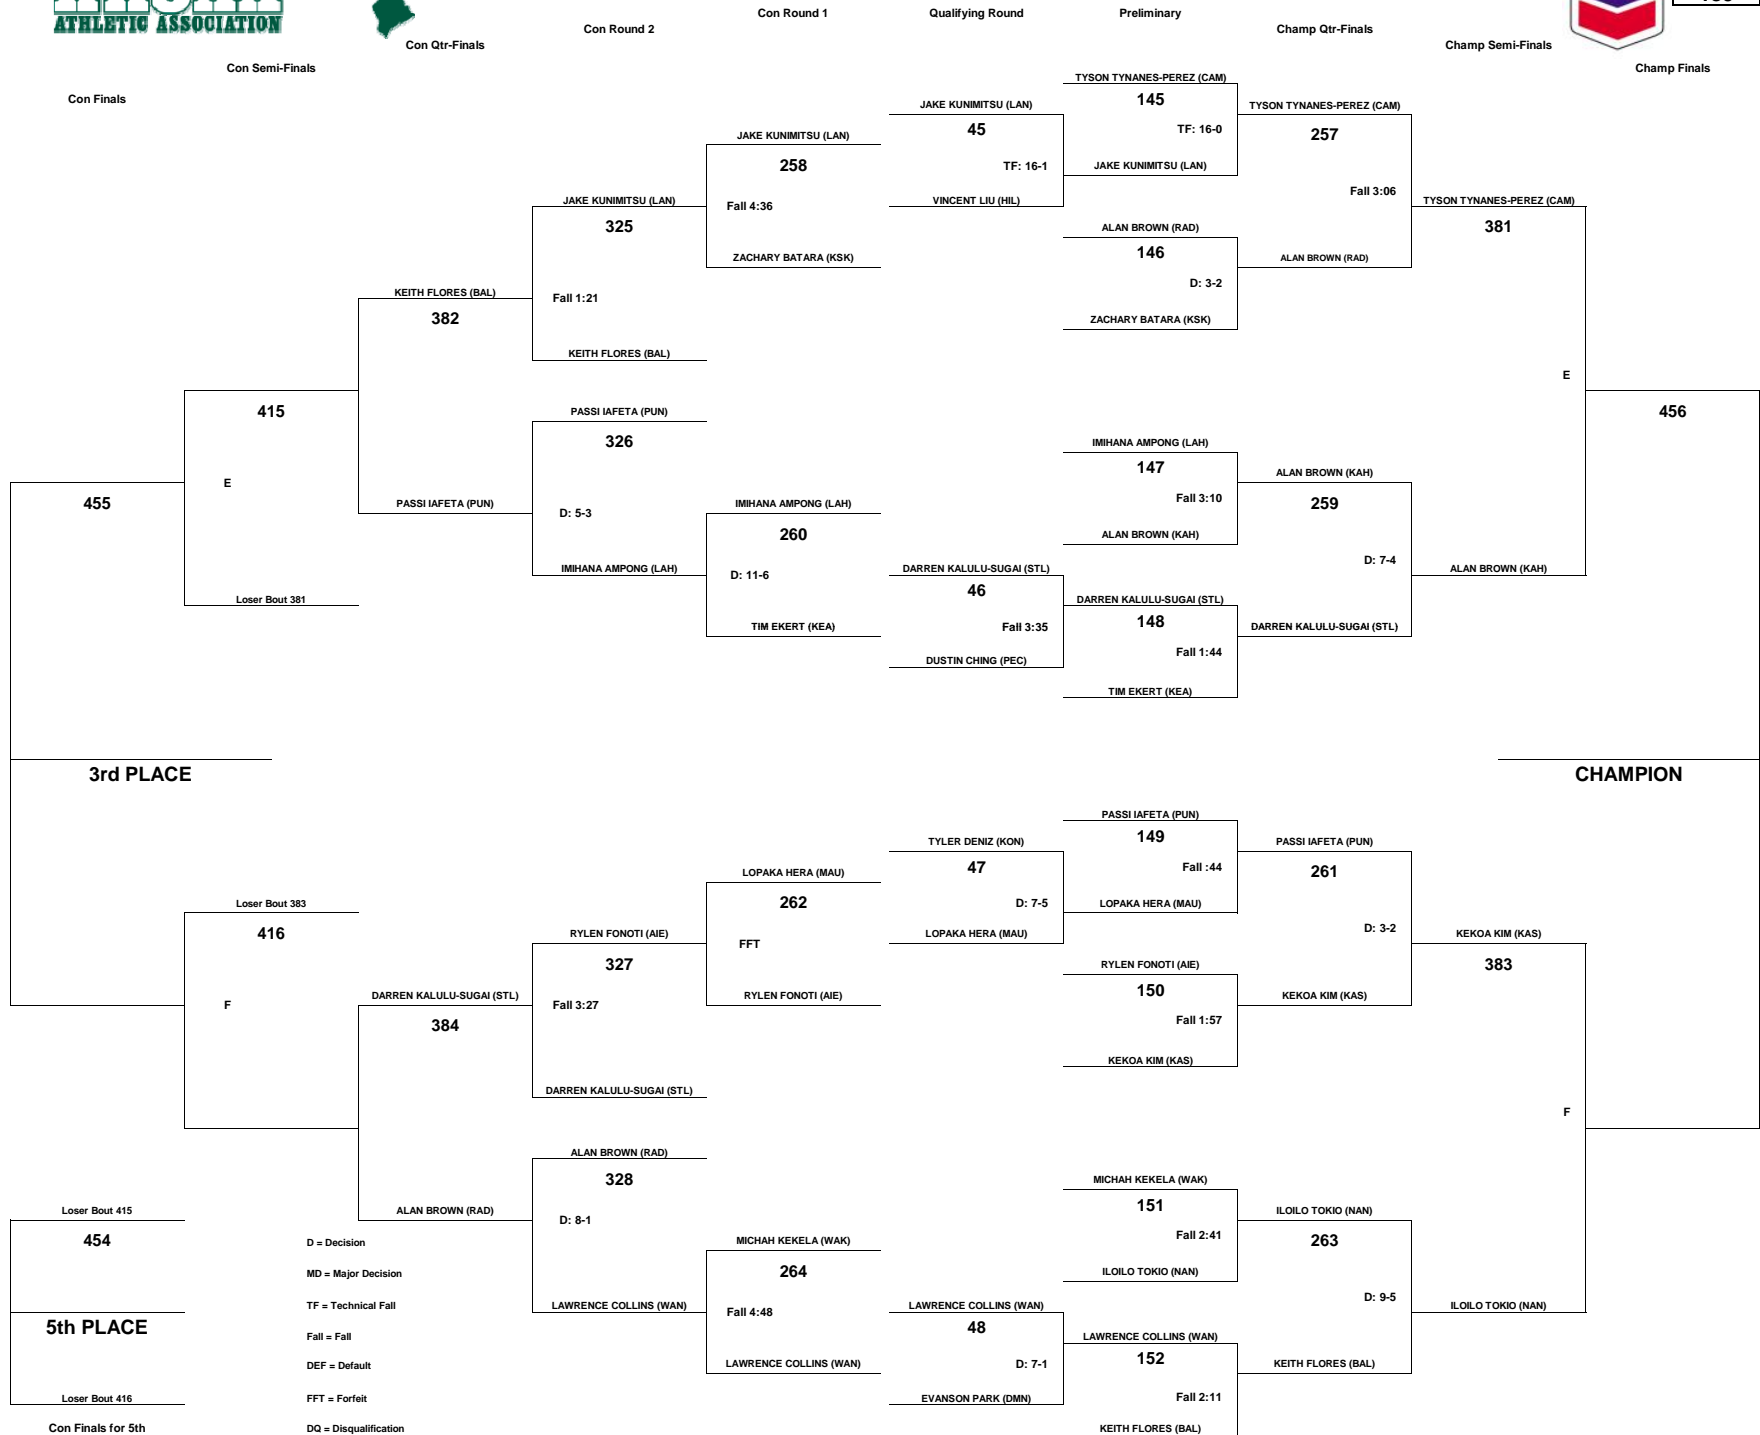 ATHLETIC ASSOCIATION
Con Round 1
Qualifying Round
Preliminary
Con Round 2
Champ Qtr-Finals
Con Qtr-Finals
Champ Semi-Finals
Con Semi-Finals
Champ Finals
Con Finals
TYSON TYNANES-PEREZ (CAM)
145
JAKE KUNIMITSU (LAN)
TYSON TYNANES-PEREZ (CAM)
45
TF: 16-0
257
JAKE KUNIMITSU (LAN)
258
TF: 16-1
JAKE KUNIMITSU (LAN)
Fall 3:06
JAKE KUNIMITSU (LAN)
Fall 4:36
VINCENT LIU (HIL)
TYSON TYNANES-PEREZ (CAM)
325
ALAN BROWN (RAD)
381
146
ZACHARY BATARA (KSK)
ALAN BROWN (RAD)
D: 3-2
KEITH FLORES (BAL)
Fall 1:21
382
ZACHARY BATARA (KSK)
KEITH FLORES (BAL)
E
415
PASSI IAFETA (PUN)
456
326
IMIHANA AMPONG (LAH)
147
ALAN BROWN (KAH)
E
455
PASSI IAFETA (PUN)
D: 5-3
IMIHANA AMPONG (LAH)
Fall 3:10
259
260
ALAN BROWN (KAH)
D: 7-4
IMIHANA AMPONG (LAH)
D: 11-6
DARREN KALULU-SUGAI (STL)
ALAN BROWN (KAH)
46
Loser Bout 381
DARREN KALULU-SUGAI (STL)
148
TIM EKERT (KEA)
Fall 3:35
DARREN KALULU-SUGAI (STL)
Fall 1:44
DUSTIN CHING (PEC)
TIM EKERT (KEA)
3rd PLACE
CHAMPION
PASSI IAFETA (PUN)
149
TYLER DENIZ (KON)
PASSI IAFETA (PUN)
47
Fall :44
261
LOPAKA HERA (MAU)
262
D: 7-5
LOPAKA HERA (MAU)
Loser Bout 383
D: 3-2
416
RYLEN FONOTI (AIE)
FFT
LOPAKA HERA (MAU)
KEKOA KIM (KAS)
327
RYLEN FONOTI (AIE)
383
150
F
DARREN KALULU-SUGAI (STL)
Fall 3:27
RYLEN FONOTI (AIE)
KEKOA KIM (KAS)
384
Fall 1:57
KEKOA KIM (KAS)
DARREN KALULU-SUGAI (STL)
F
ALAN BROWN (RAD)
328
MICHAH KEKELA (WAK)
151
Loser Bout 415
ALAN BROWN (RAD)
D: 8-1
ILOILO TOKIO (NAN)
454
D = Decision
MICHAH KEKELA (WAK)
Fall 2:41
263
MD = Major Decision
264
ILOILO TOKIO (NAN)
D: 9-5
TF = Technical Fall
LAWRENCE COLLINS (WAN)
Fall 4:48
LAWRENCE COLLINS (WAN)
ILOILO TOKIO (NAN)
5th PLACE
48
Fall = Fall
LAWRENCE COLLINS (WAN)
152
DEF = Default
LAWRENCE COLLINS (WAN)
D: 7-1
KEITH FLORES (BAL)
Loser Bout 416
FFT = Forfeit
EVANSON PARK (DMN)
Fall 2:11
Con Finals for 5th
DQ = Disqualification
KEITH FLORES (BAL)